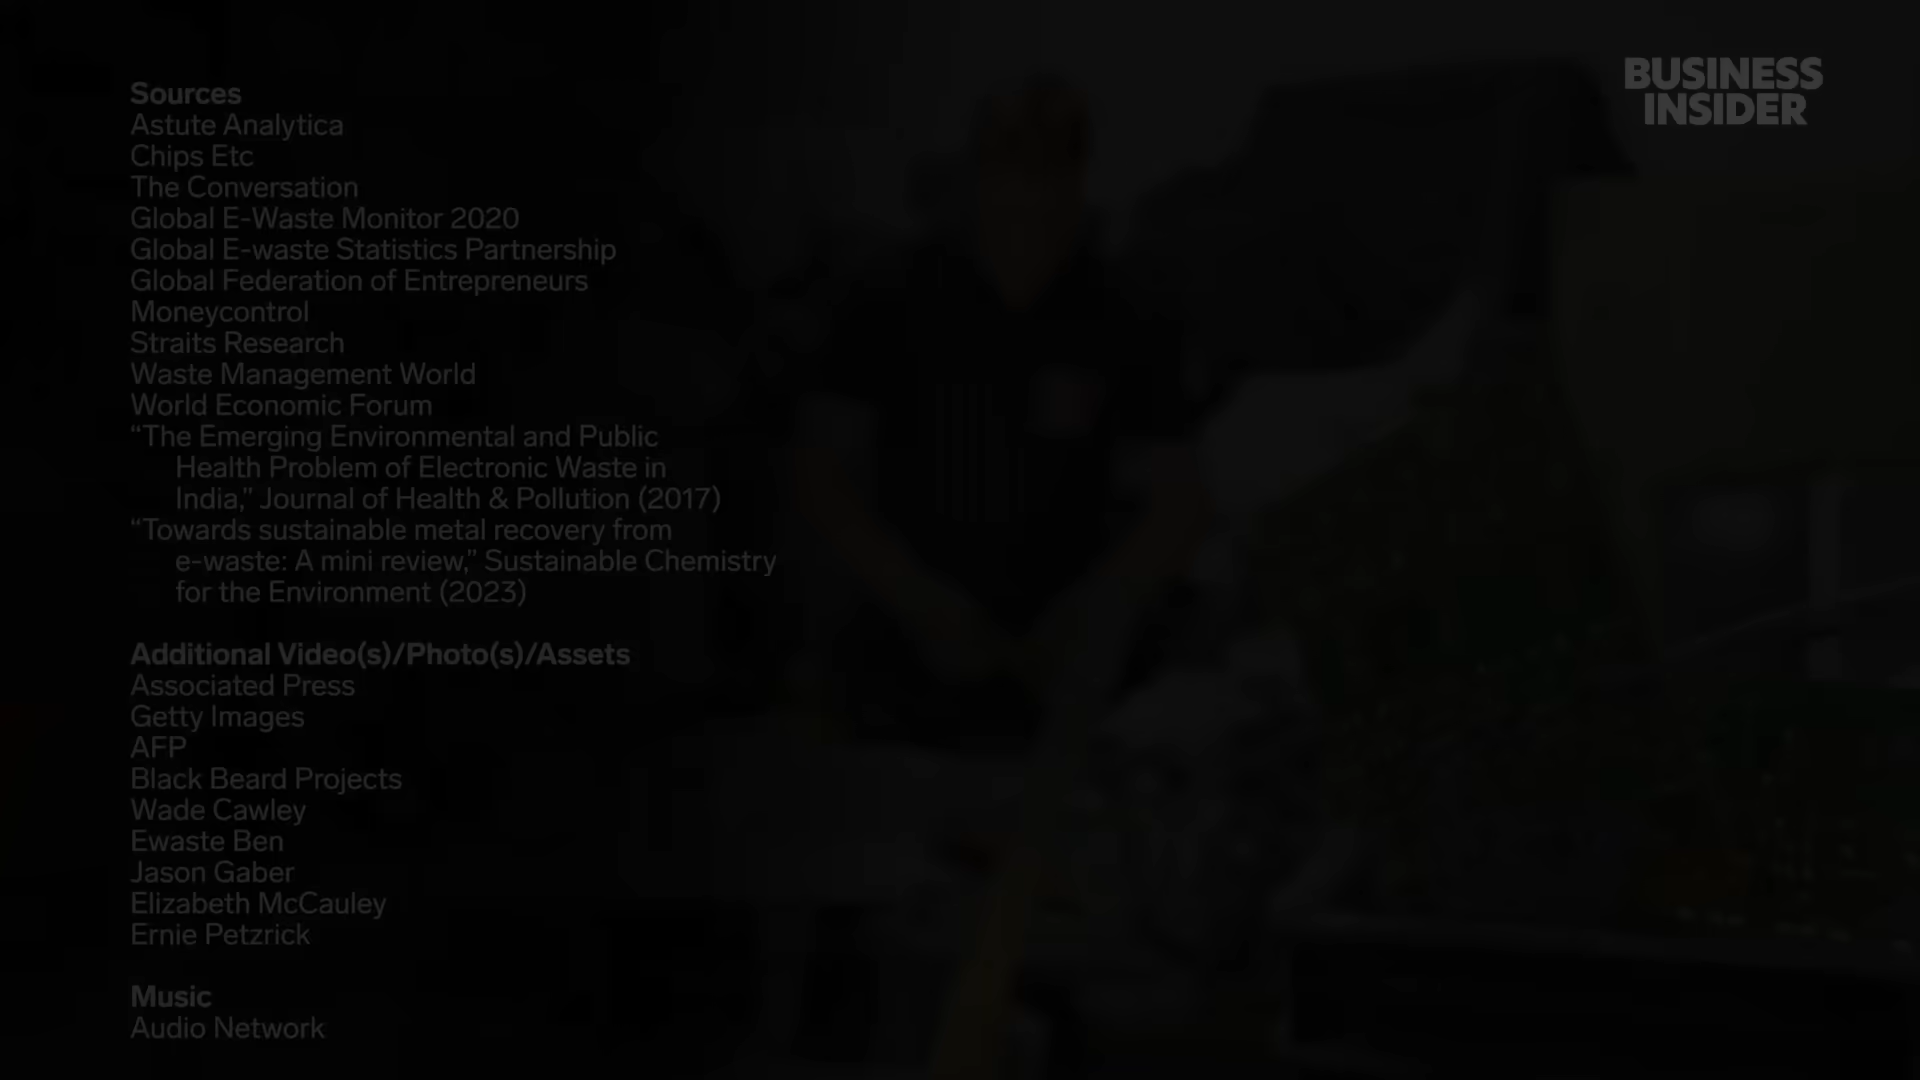 BUSINESS
INSIDER
Sources
Astute Analytica
Chips Etc
The Conversation
Global E-Waste Monitor 2020
Global E-waste Statistics Partnership
Global Federation of Entrepreneurs
Moneycontrol
Straits Research
Waste Management World
World Economic Forum
“The Emerging Environmental and Public
Health Problem of Electronic Waste in
India,” Journal of Health & Pollution (2017)
“Towards sustainable metal recovery from
e-waste: A mini review,” Sustainable Chemistry
for the Environment (2023)
Additional Video(s)/Photo(s)/Assets
Associated Press
Getty Images
AFP
Black Beard Projects
Wade Cawley
Ewaste Ben
Jason Gaber
Elizabeth McCauley
Ernie Petzrick
Music
Audio Network